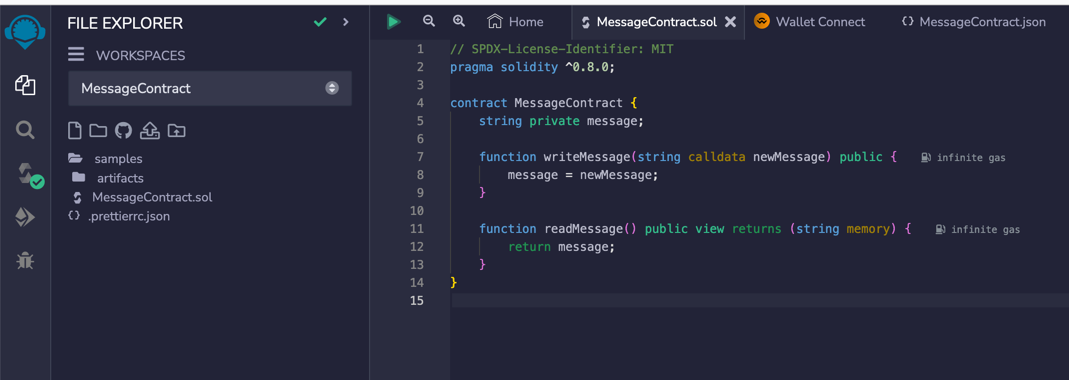 FILE EXPLORER
WORKSPACES
MessageContract
samples
artifacts
MessageContract.sol
.prettierrc.json
Home
MessageContract.sol
Wallet Connect
MessageContract.json
1 // SPDX-License-Identifier: MIT
2 pragma solidity ^0.8.0;
3
4 contract MessageContract {
5 string private message;
6
7 function writeMessage(string calldata newMessage) public { infinite gas
8 message = newMessage;
9 }
10
11 function readMessage() public view returns (string memory) { infinite gas
12 return message;
13 }
14 }
15